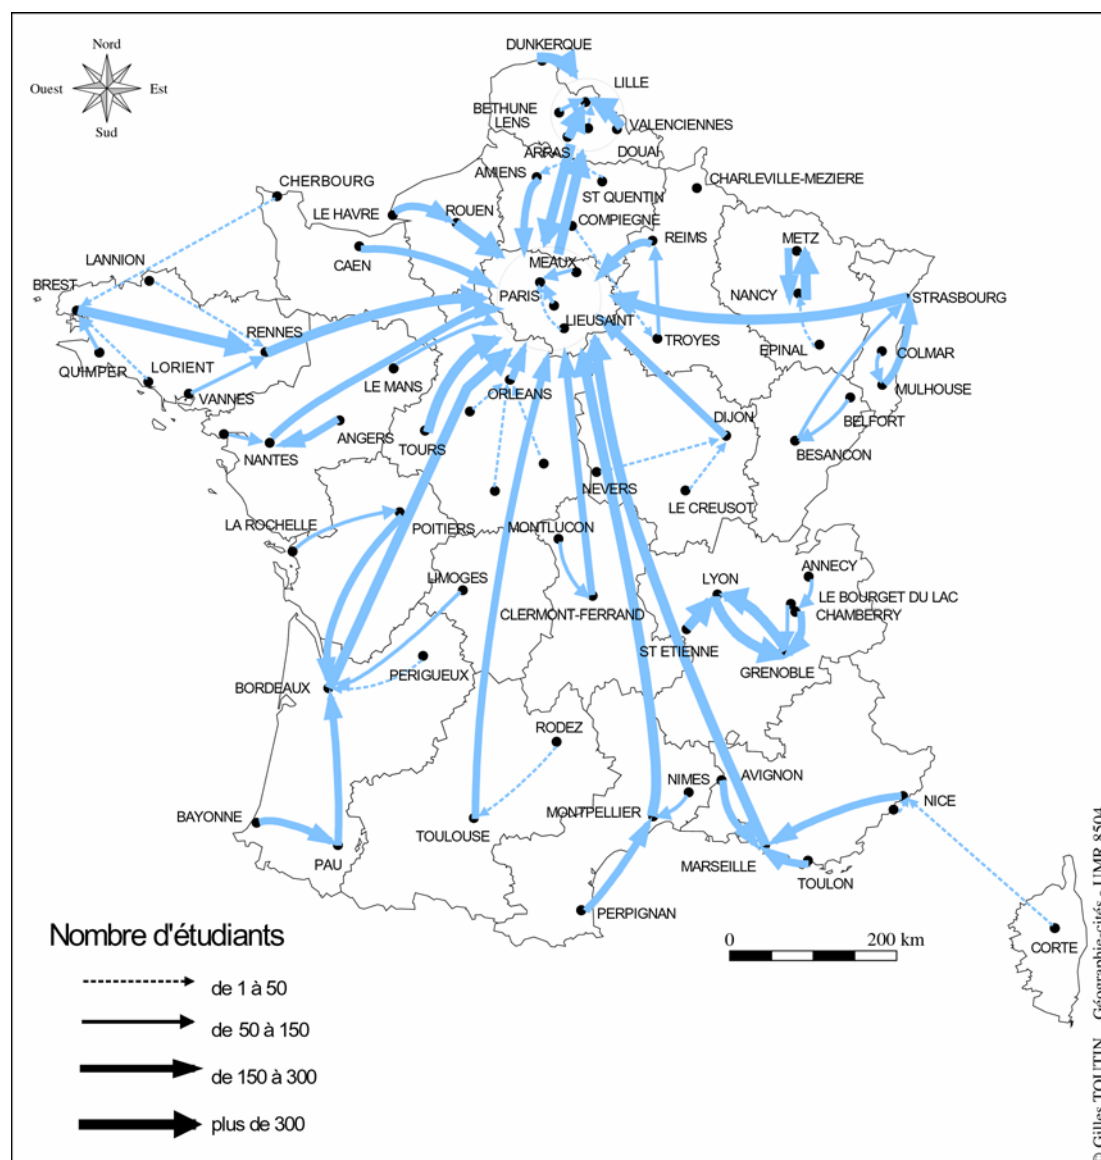 Nord
Ouest
Est
Sud
DUNKERQUE
LILLE
BETHUNE
LENS
VALENCIENNES
ARRAS
DOUAI
AMIENS
CHERBOURG
ST QUENTIN
CHARLEVILLE-MEZIERE
LE HAVRE
ROUEN
COMPIEGNE
REIMS
METZ
LANNION
CAEN
MEAUX
BREST
PARIS
NANCY
STRASBOURG
RENNES
LIEUSAINT
TROYES
EPINAL
COLMAR
QUIMPER
LORIENT
VANNES
LE MANS
ORLEANS
MULHOUSE
BELFORT
DIJON
ANGERS
TOURS
BESANCON
NANTES
NEVERS
LE CREUSOT
LA ROCHELLE
POITIERS
MONTLUCON
ANNECY
LIMOGES
LYON
LE BOURGET DU LAC
CHAMBERRY
CLERMONT-FERRAND
ST ETIENNE
GRENOBLE
PERIGUEUX
BORDEAUX
RODEZ
NIMES
AVIGNON
NICE
BAYONNE
TOULOUSE
MONTPELLIER
PAU
MARSEILLE
TOULON
PERPIGNAN
CORTE
Nombre d'étudiants
de 1 à 50
de 50 à 150
de 150 à 300
plus de 300
0
200 km
© Gilles TOUTIN - Géographie-cités - UMR 8504